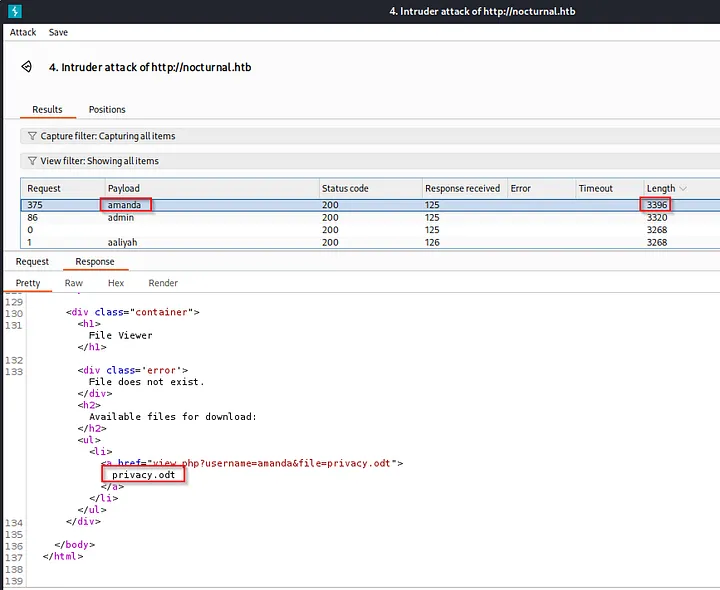 4. Intruder attack of http://nocturnal.htb
Attack Save
4. Intruder attack of http://nocturnal.htb
Results Positions
Capture filter: Capturing all items
View filter: Showing all items
Request Payload Status code Response received Error Timeout Length
375 amanda 200 125 3396
86 admin 200 125 3320
0 200 125 3268
1 aaliyah 200 126 3268
Request Response
Pretty Raw Hex Render
129
130 <div class="container">
131 <h1>
File Viewer
</h1>
132
133 <div class='error'>
File does not exist.
</div>
<h2>
Available files for download:
</h2>
<ul>
<li>
<a href="view.php?username=amanda&file=privacy.odt">
privacy.odt
</a>
</li>
</ul>
134 </div>
135
136 </body>
137 </html>
138
139